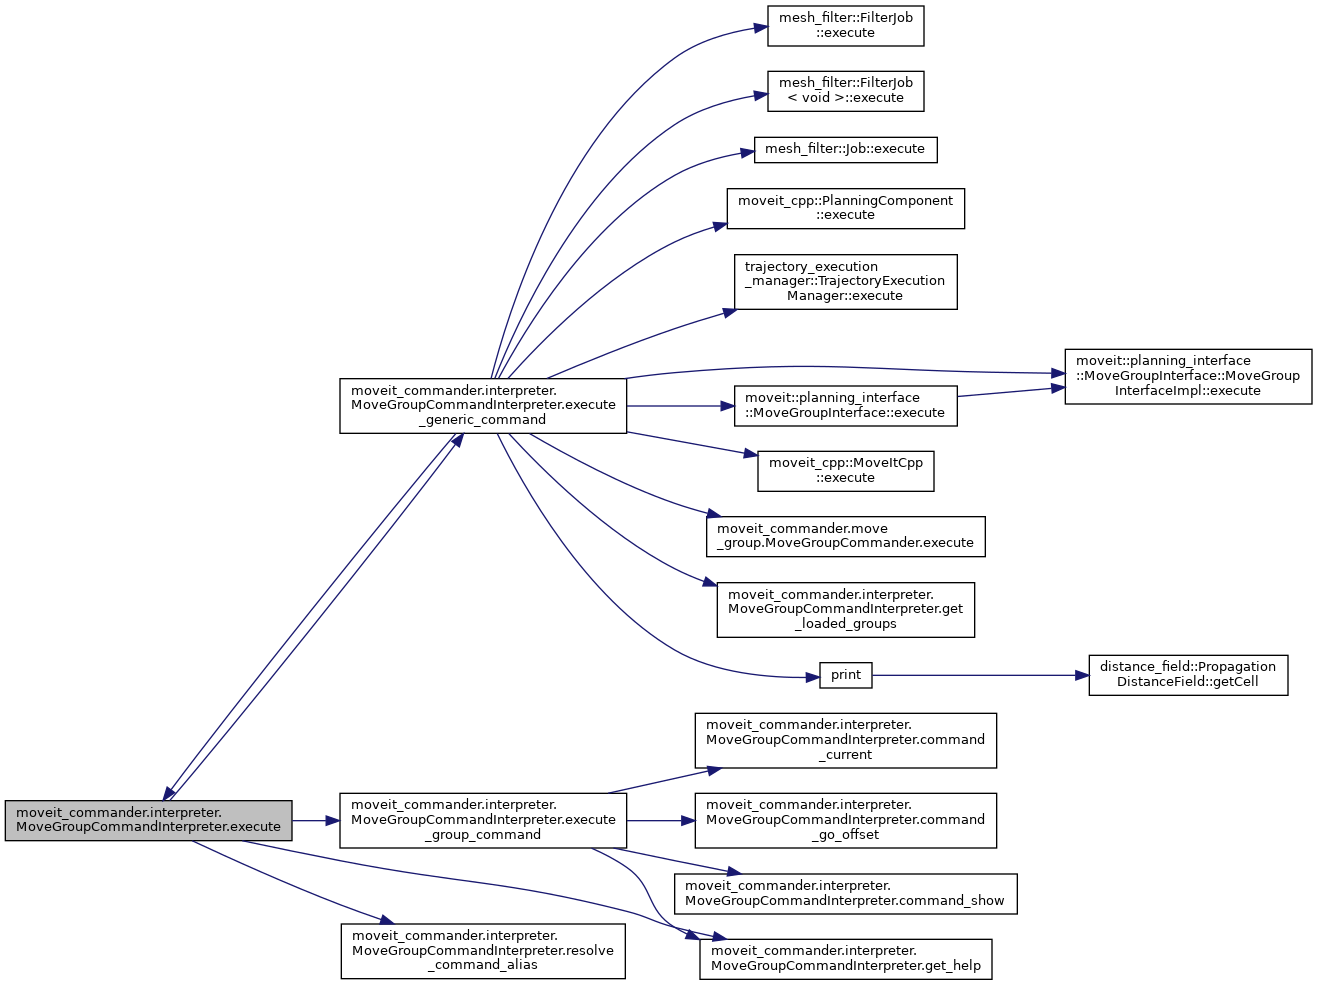 mesh_filter::FilterJob
::execute
mesh_filter::FilterJob
< void >::execute
mesh_filter::Job::execute
moveit_cpp::PlanningComponent
::execute
trajectory_execution
_manager::TrajectoryExecution
Manager::execute
moveit::planning_interface
::MoveGroupInterface::MoveGroup
InterfaceImpl::execute
moveit_commander.interpreter.
MoveGroupCommandInterpreter.execute
_generic_command
moveit::planning_interface
::MoveGroupInterface::execute
moveit_cpp::MoveItCpp
::execute
moveit_commander.move
_group.MoveGroupCommander.execute
moveit_commander.interpreter.
MoveGroupCommandInterpreter.get
_loaded_groups
print
distance_field::Propagation
DistanceField::getCell
moveit_commander.interpreter.
MoveGroupCommandInterpreter.command
_current
moveit_commander.interpreter.
MoveGroupCommandInterpreter.execute
moveit_commander.interpreter.
MoveGroupCommandInterpreter.execute
_group_command
moveit_commander.interpreter.
MoveGroupCommandInterpreter.command
_go_offset
moveit_commander.interpreter.
MoveGroupCommandInterpreter.command_show
moveit_commander.interpreter.
MoveGroupCommandInterpreter.resolve
_command_alias
moveit_commander.interpreter.
MoveGroupCommandInterpreter.get_help